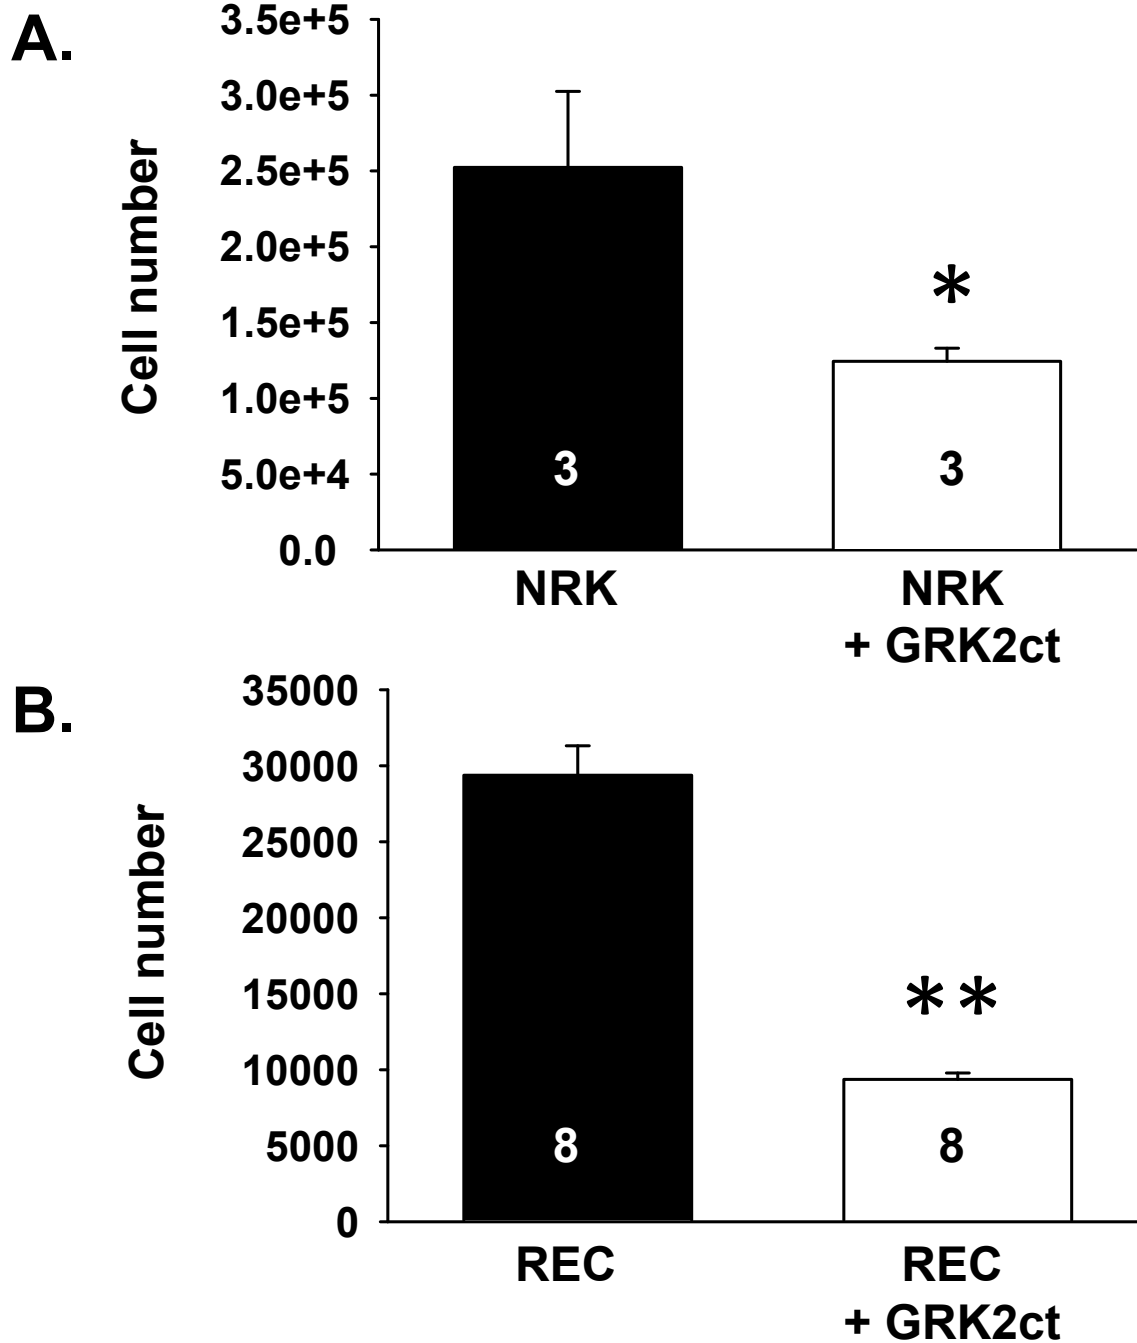 A.
Cell number
3.5e+5
3.0e+5
2.5e+5
2.0e+5
1.5e+5
1.0e+5
5.0e+4
0.0
*
3
3
NRK
NRK
+ GRK2ct
B.
Cell number
35000
30000
25000
20000
15000
10000
5000
0
**
8
8
REC
REC
+ GRK2ct